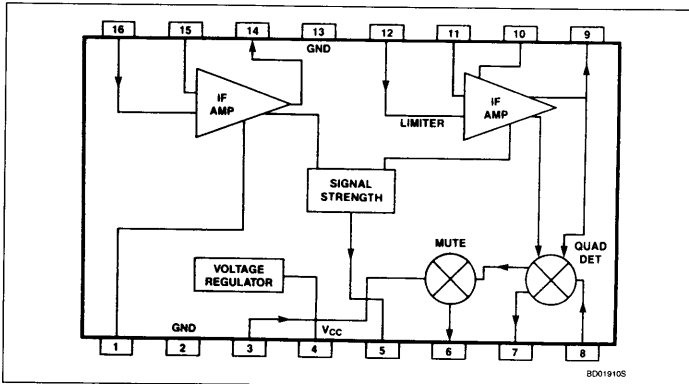 16 15 14 13 12 11 10 9
GND
IF
AMP
IF
AMP
LIMITER
SIGNAL
STRENGTH
MUTE
QUAD
DET
VOLTAGE
REGULATOR
GND
VCC
1 2 3 4 5 6 7 8
BD01910S